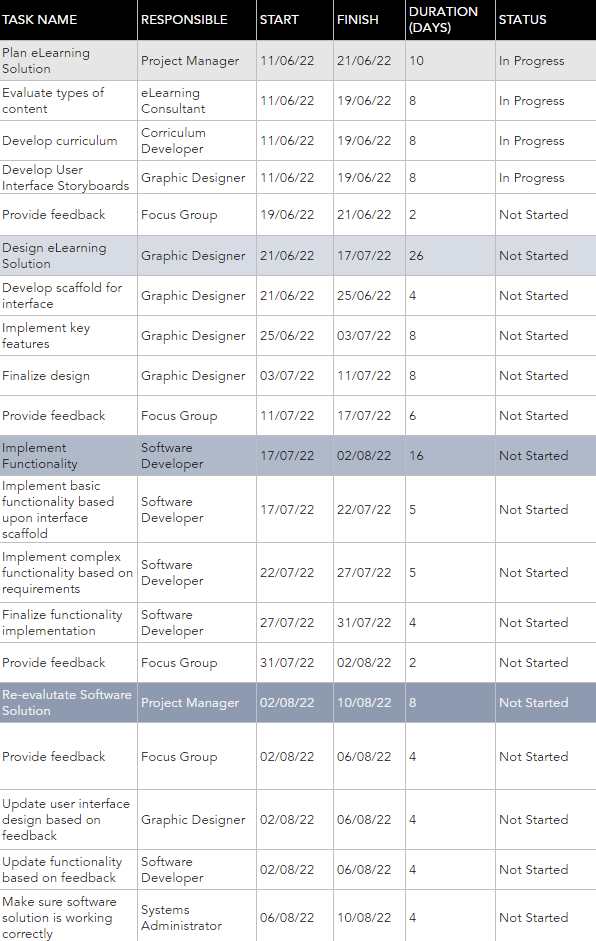 TASK NAME RESPONSIBLE START FINISH DURATION (DAYS) STATUS
Plan eLearning Solution Project Manager 11/06/22 21/06/22 10 In Progress
Evaluate types of content eLearning Consultant 11/06/22 19/06/22 8 In Progress
Develop curriculum Corriculum Developer 11/06/22 19/06/22 8 In Progress
Develop User Interface Storyboards Graphic Designer 11/06/22 19/06/22 8 In Progress
Provide feedback Focus Group 19/06/22 21/06/22 2 Not Started
Design eLearning Solution Graphic Designer 21/06/22 17/07/22 26 Not Started
Develop scaffold for interface Graphic Designer 21/06/22 25/06/22 4 Not Started
Implement key features Graphic Designer 25/06/22 03/07/22 8 Not Started
Finalize design Graphic Designer 03/07/22 11/07/22 8 Not Started
Provide feedback Focus Group 11/07/22 17/07/22 6 Not Started
Implement Functionality Software Developer 17/07/22 02/08/22 16 Not Started
Implement basic functionality based upon interface scaffold Software Developer 17/07/22 22/07/22 5 Not Started
Implement complex functionality based on requirements Software Developer 22/07/22 27/07/22 5 Not Started
Finalize functionality implementation Software Developer 27/07/22 31/07/22 4 Not Started
Provide feedback Focus Group 31/07/22 02/08/22 2 Not Started
Re-evalutate Software Solution Project Manager 02/08/22 10/08/22 8 Not Started
Provide feedback Focus Group 02/08/22 06/08/22 4 Not Started
Update user interface design based on feedback Graphic Designer 02/08/22 06/08/22 4 Not Started
Update functionality based on feedback Software Developer 02/08/22 06/08/22 4 Not Started
Make sure software solution is working correctly Systems Administrator 06/08/22 10/08/22 4 Not Started